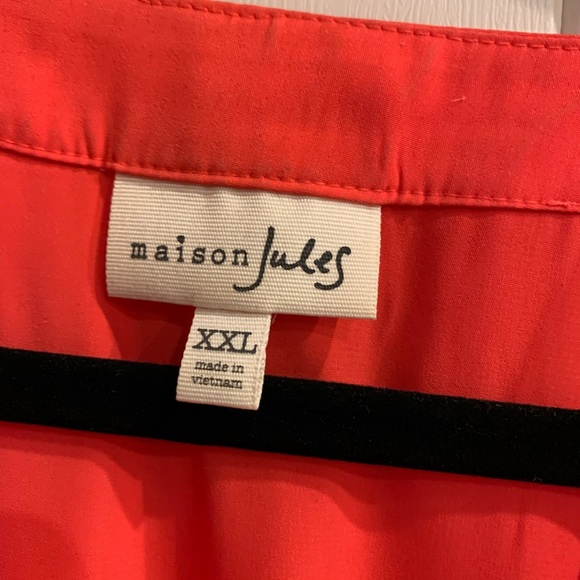 maison Jules
XXL
made in
vietnam